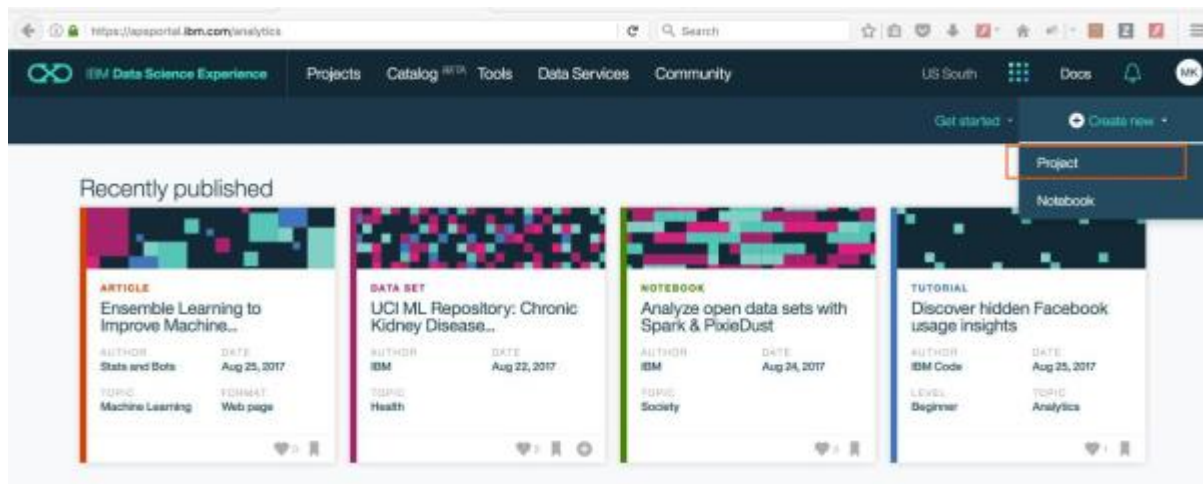 https://apsportal.ibm.com/analytics
Search
IBM Data Science Experience
Projects
Catalog BETA
Tools
Data Services
Community
US South
Docs
MK
Get started
Create new
Project
Notebook
Recently published
ARTICLE
Ensemble Learning to
Improve Machine...
AUTHOR DATE
Stats and Bots Aug 25, 2017
TOPIC FORMAT
Machine Learning Web page
DATA SET
UCI ML Repository: Chronic
Kidney Disease...
AUTHOR DATE
IBM Aug 22, 2017
TOPIC
Health
NOTEBOOK
Analyze open data sets with
Spark & PixieDust
AUTHOR DATE
IBM Aug 24, 2017
TOPIC
Society
TUTORIAL
Discover hidden Facebook
usage insights
AUTHOR DATE
IBM Code Aug 25, 2017
LEVEL TOPIC
Beginner Analytics